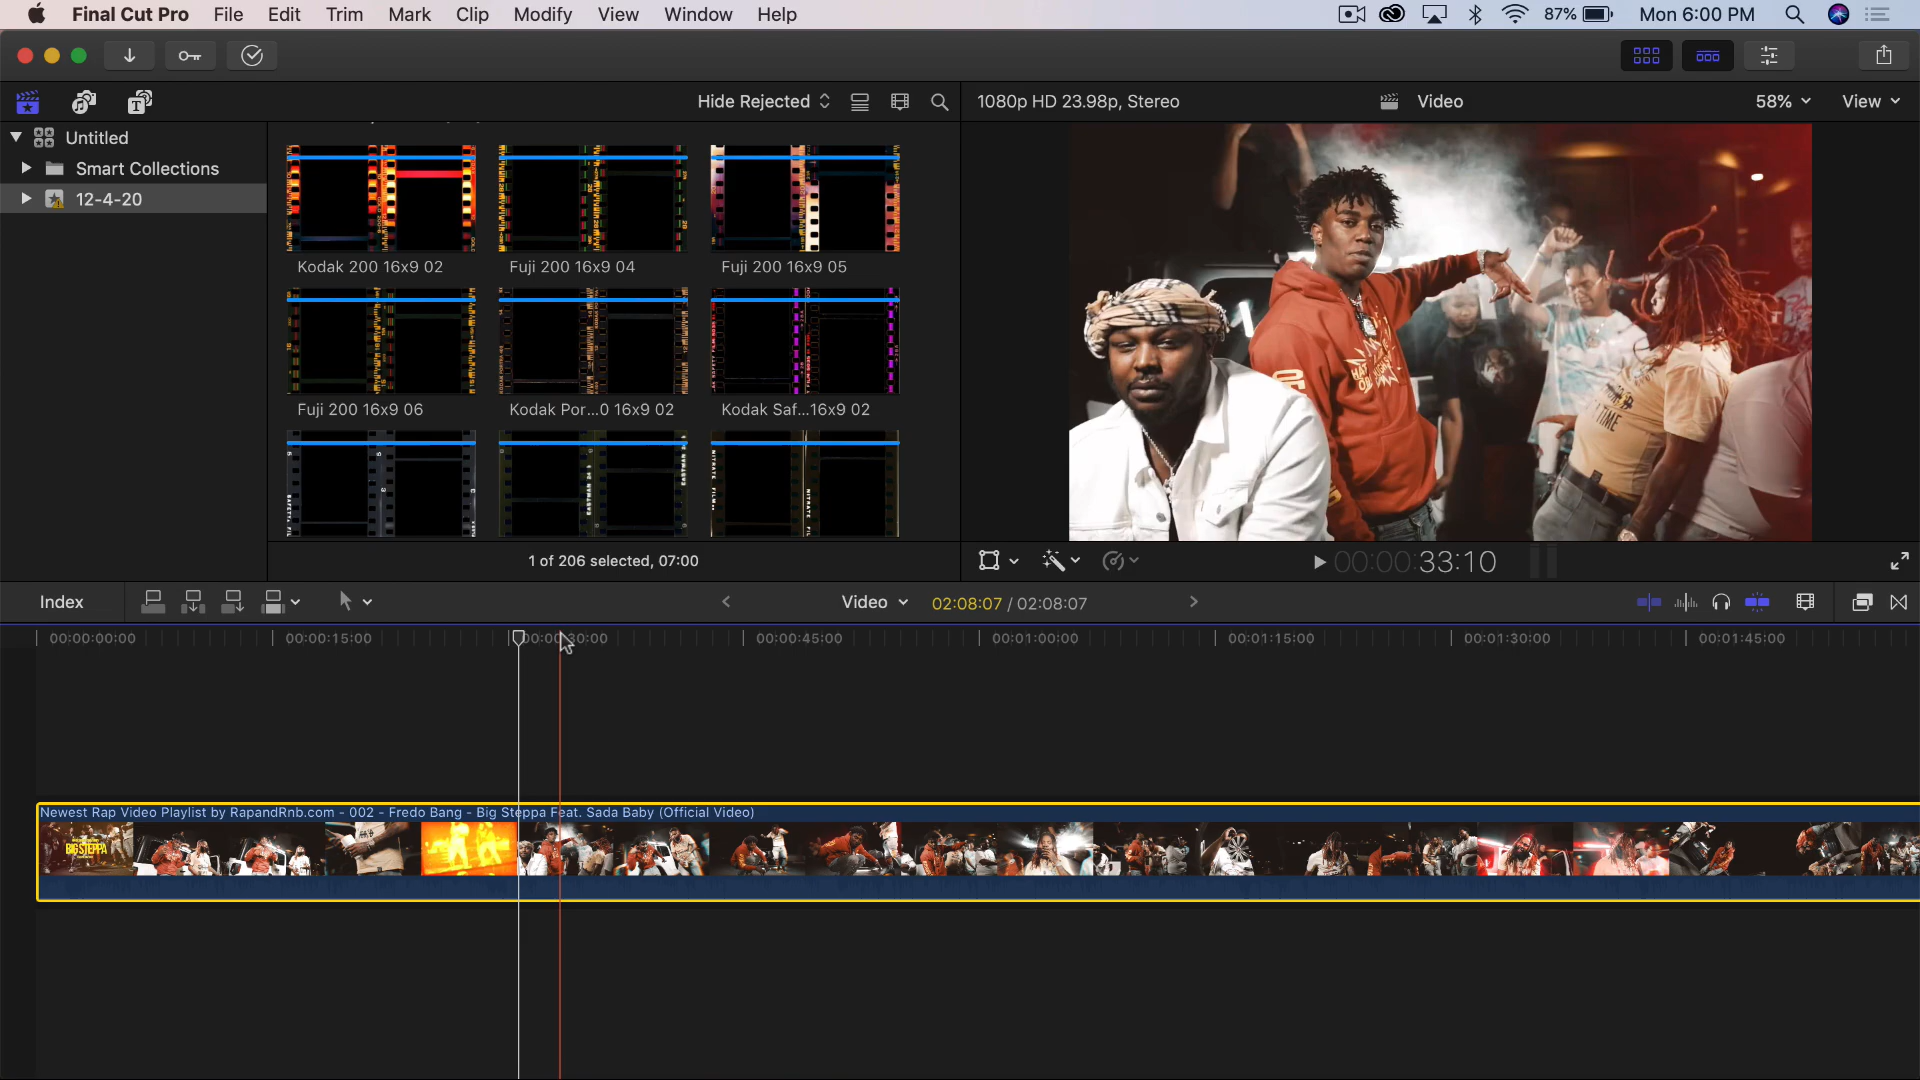 Final Cut Pro File Edit Trim Mark Clip Modify View Window Help 87% Mon 6:00 PM
Hide Rejected 1080p HD 23.98p, Stereo Video 58% View
Untitled
Smart Collections
12-4-20
Kodak 200 16x9 02 Fuji 200 16x9 04 Fuji 200 16x9 05
Fuji 200 16x9 06 Kodak Por...0 16x9 02 Kodak Saf...16x9 02
1 of 206 selected, 07:00 00:00:33:10
Index Video 02:08:07 / 02:08:07
00:00:00:00 00:00:15:00 00:00:30:00 00:00:45:00 00:01:00:00 00:01:15:00 00:01:30:00 00:01:45:00
Newest Rap Video Playlist by RapandRnb.com - 002 - Fredo Bang - Big Steppa Feat. Sada Baby (Official Video)
BIG STEPPA